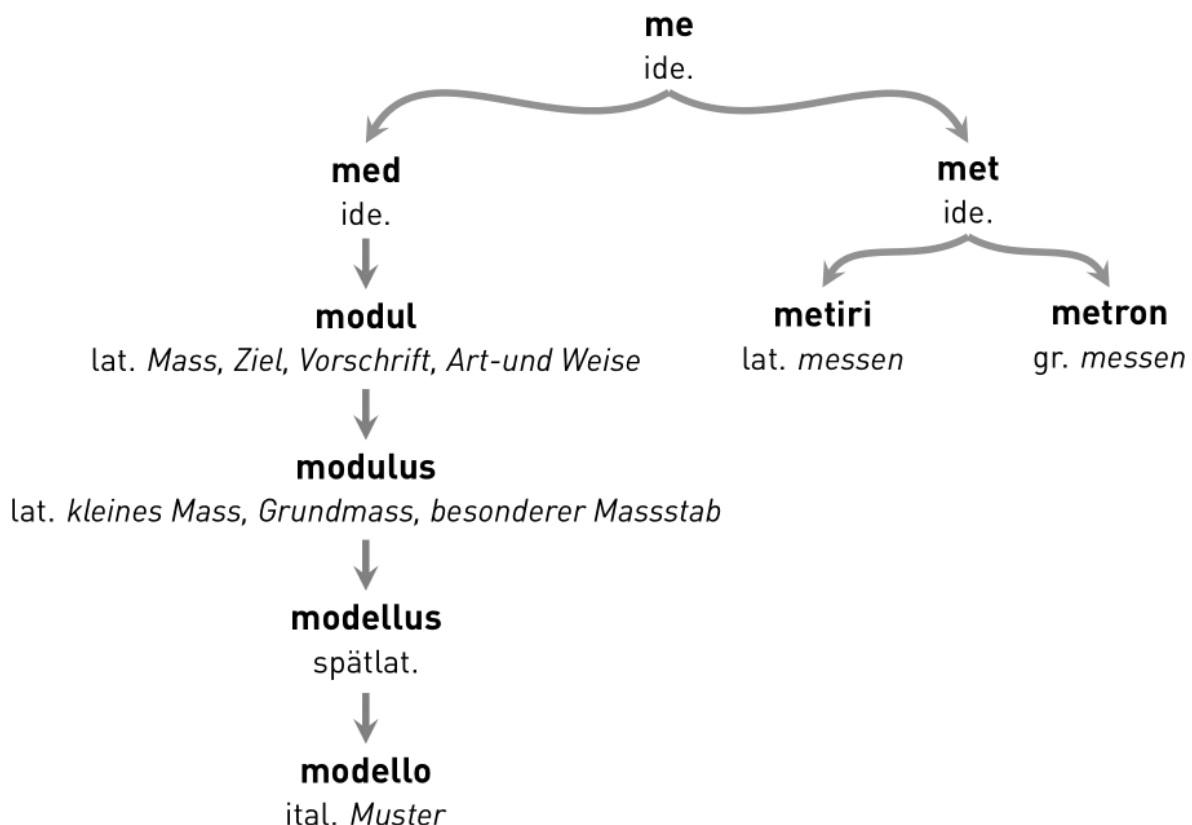 me
ide.
med
ide.
met
ide.
modul
lat. Mass, Ziel, Vorschrift, Art-und Weise
metiri
lat. messen
metron
gr. messen
modulus
lat. kleines Mass, Grundmass, besonderer Massstab
modellus
spätlat.
modello
ital. Muster